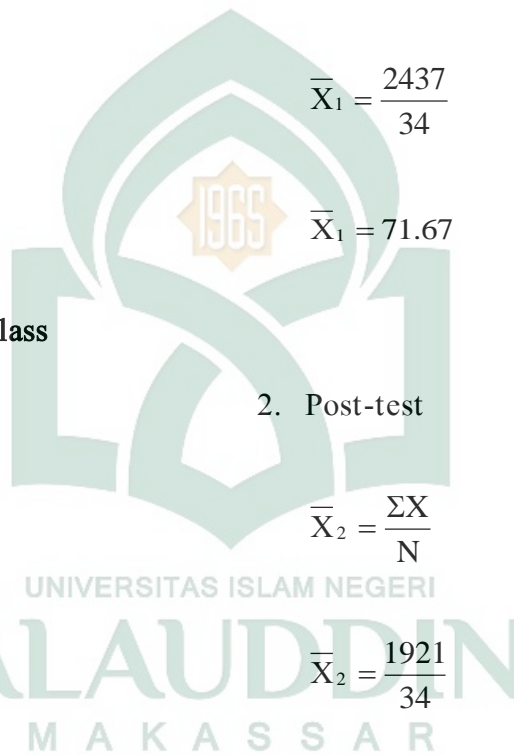 X̅₁ = 2437/34
1965
X̅₁ = 71.67
lass
2. Post-test
X̅₂ = ΣX/N
UNIVERSITAS ISLAM NEGERI
ALAUDDIN
X̅₂ = 1921/34
MAKASSAR